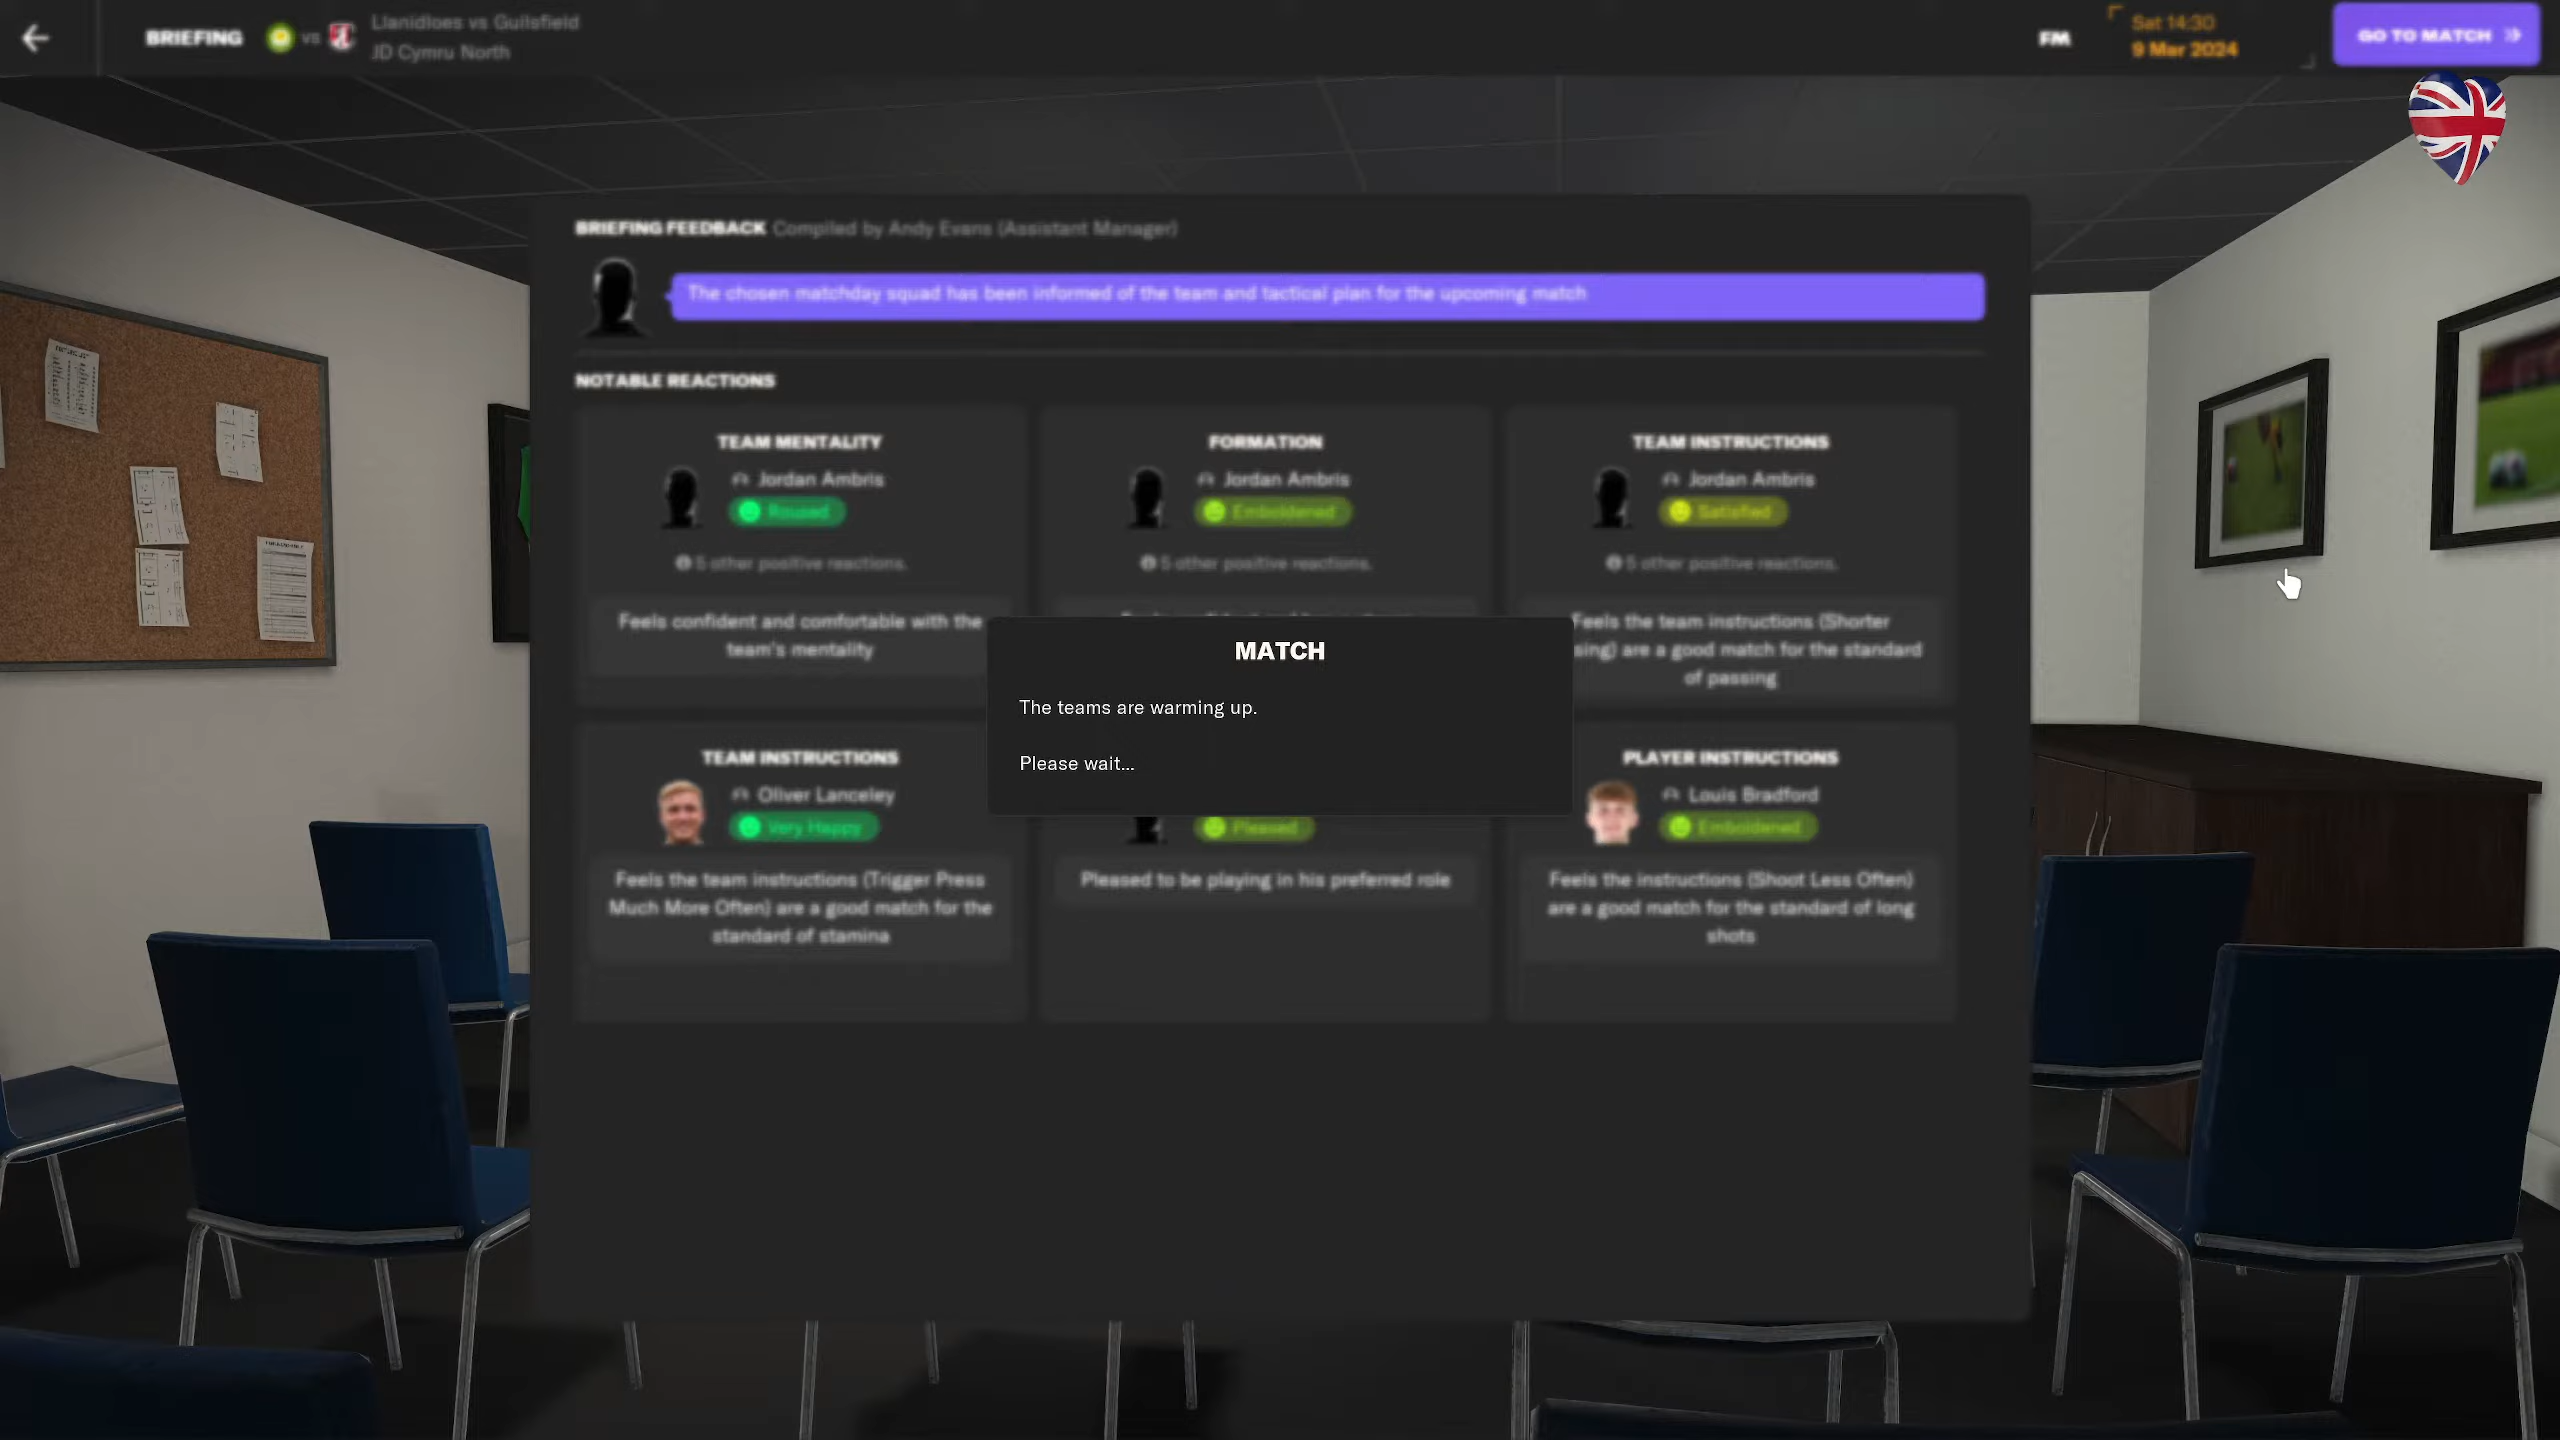 BRIEFING
vs
Llanidloes vs Guilsfield
JD Cymru North
FM
Sat 14:30
9 Mar 2024
GO TO MATCH
BRIEFING FEEDBACK Compiled by Andy Evans (Assistant Manager)
The chosen matchday squad has been informed of the team and tactical plan for the upcoming match
NOTABLE REACTIONS
TEAM MENTALITY
Jordan Ambris
Roused
5 other positive reactions.
Feels confident and comfortable with the
team's mentality
FORMATION
Jordan Ambris
Emboldened
5 other positive reactions.
TEAM INSTRUCTIONS
Jordan Ambris
Satisfied
5 other positive reactions.
Feels the team instructions (Shorter
sing) are a good match for the standard
of passing
MATCH
The teams are warming up.
Please wait...
TEAM INSTRUCTIONS
Oliver Lanceley
Very Happy
Feels the team instructions (Trigger Press
Much More Often) are a good match for the
standard of stamina
Pleased
Pleased to be playing in his preferred role
PLAYER INSTRUCTIONS
Louis Bradford
Emboldened
Feels the instructions (Shoot Less Often)
are a good match for the standard of long
shots